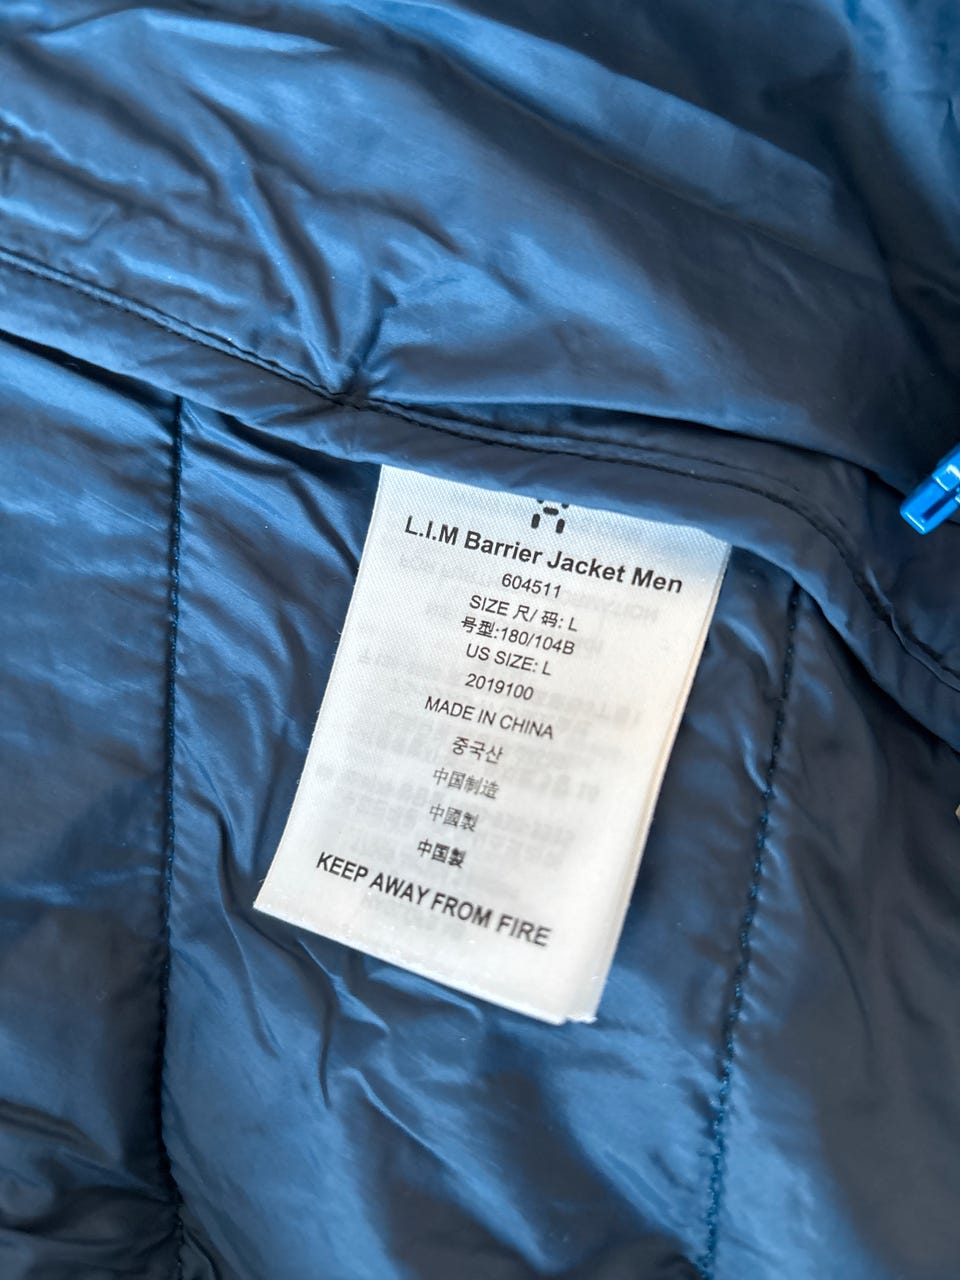 L.I.M Barrier Jacket Men
604511
SIZE 尺/ 码: L
号型:180/104B
US SIZE: L
2019100
MADE IN CHINA
중국산
中国制造
中國製
中国製
KEEP AWAY FROM FIRE